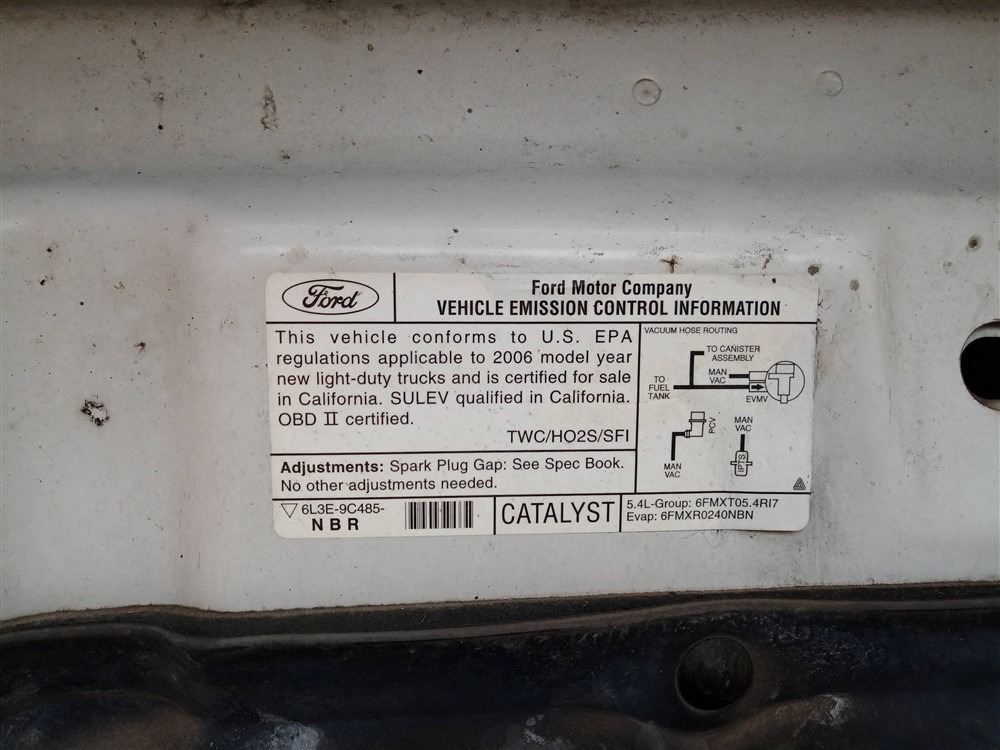 Ford
Ford Motor Company
VEHICLE EMISSION CONTROL INFORMATION
This vehicle conforms to U.S. EPA
regulations applicable to 2006 model year
new light-duty trucks and is certified for sale
in California. SULEV qualified in California.
OBD II certified.
TWC/HO2S/SFI
VACUUM HOSE ROUTING
TO CANISTER
ASSEMBLY
MAN
VAC
TO
FUEL
TANK
EVMV
PCV
MAN
VAC
MAN
VAC
IPTS
Adjustments: Spark Plug Gap: See Spec Book.
No other adjustments needed.
6L3E-9C485-
NBR
CATALYST
5.4L-Group: 6FMXT05.4RI7
Evap: 6FMXR0240NBN